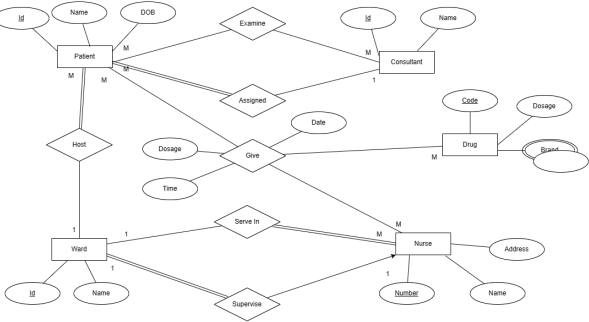 Id
Name
DOB
Examine
Id
Name
Patient
M
M
M
M
M
Consultant
M
1
Assigned
Code
Dosage
Date
Dosage
Give
Drug
Brand
M
Host
Time
1
1
Serve In
M
M
Nurse
Ward
1
Address
1
Id
Name
Supervise
Number
Name